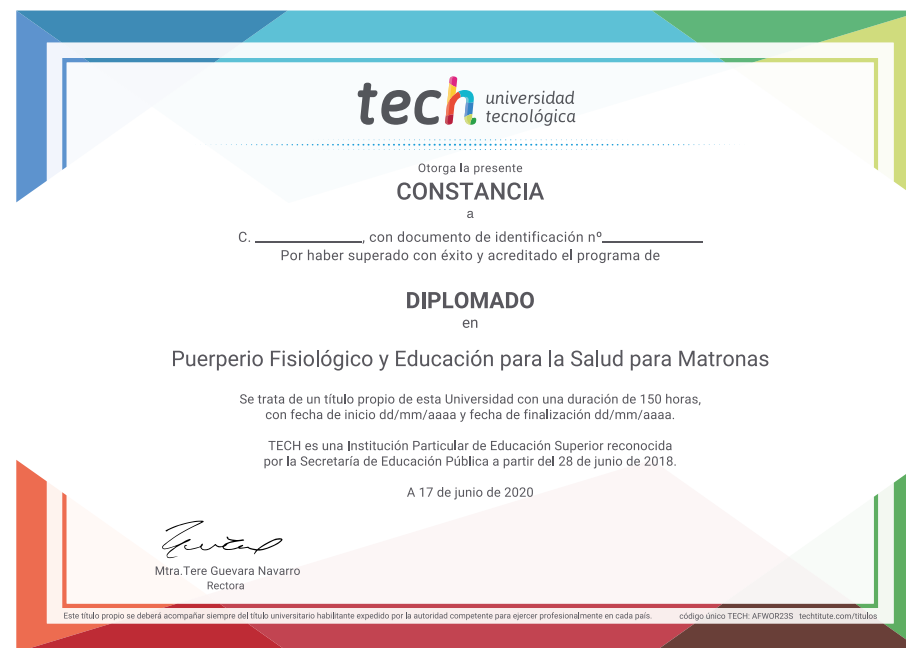 tech universidad
tecnológica
Otorga la presente
CONSTANCIA
a
C. ____________, con documento de identificación nº____________
Por haber superado con éxito y acreditado el programa de
DIPLOMADO
en
Puerperio Fisiológico y Educación para la Salud para Matronas
Se trata de un título propio de esta Universidad con una duración de 150 horas,
con fecha de inicio dd/mm/aaaa y fecha de finalización dd/mm/aaaa.
TECH es una Institución Particular de Educación Superior reconocida
por la Secretaría de Educación Pública a partir del 28 de junio de 2018.
A 17 de junio de 2020
Mtra.Tere Guevara Navarro
Rectora
Este título propio se deberá acompañar siempre del título universitario habilitante expedido por la autoridad competente para ejercer profesionalmente en cada país. código único TECH: AFWOR23S techtitute.com/titulos